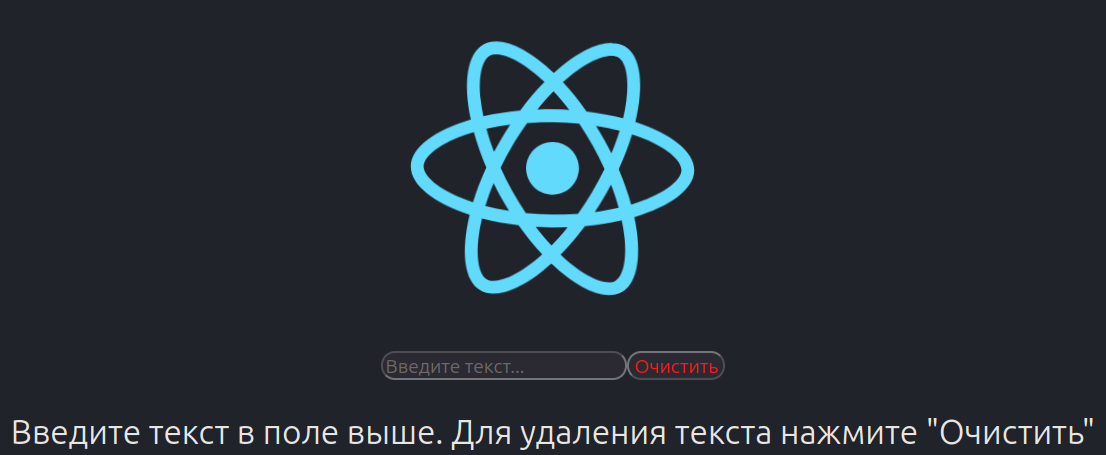 Введите текст...
Очистить
Введите текст в поле выше. Для удаления текста нажмите "Очистить"